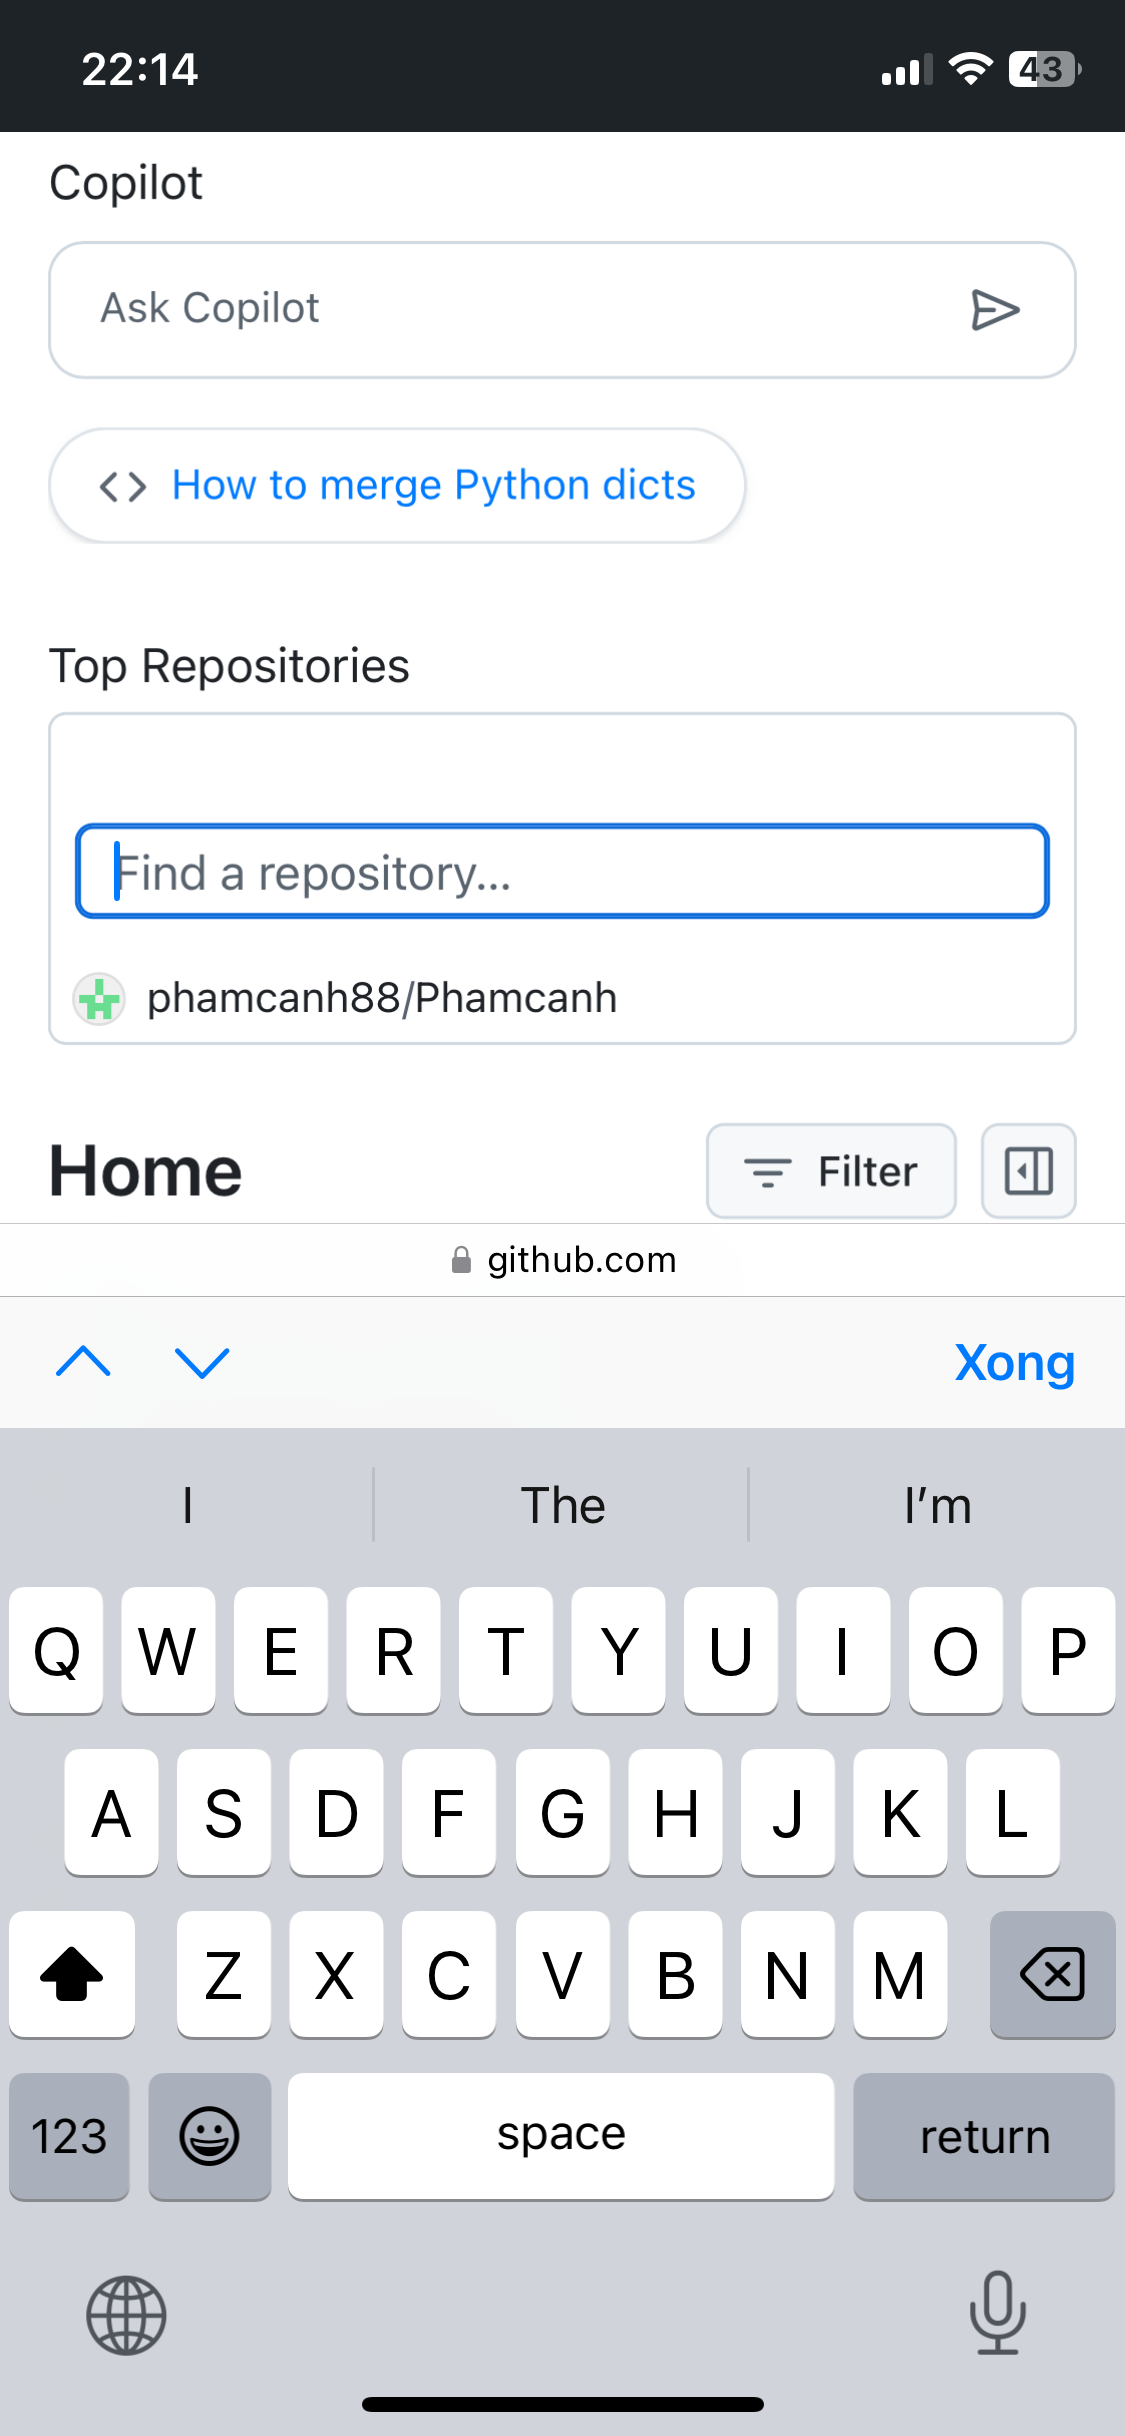 22:14
43
Copilot
Ask Copilot
How to merge Python dicts
Top Repositories
Find a repository...
phamcanh88/Phamcanh
Home
Filter
github.com
Xong
I
The
I’m
Q W E R T Y U I O P
A S D F G H J K L
Z X C V B N M
123
space
return